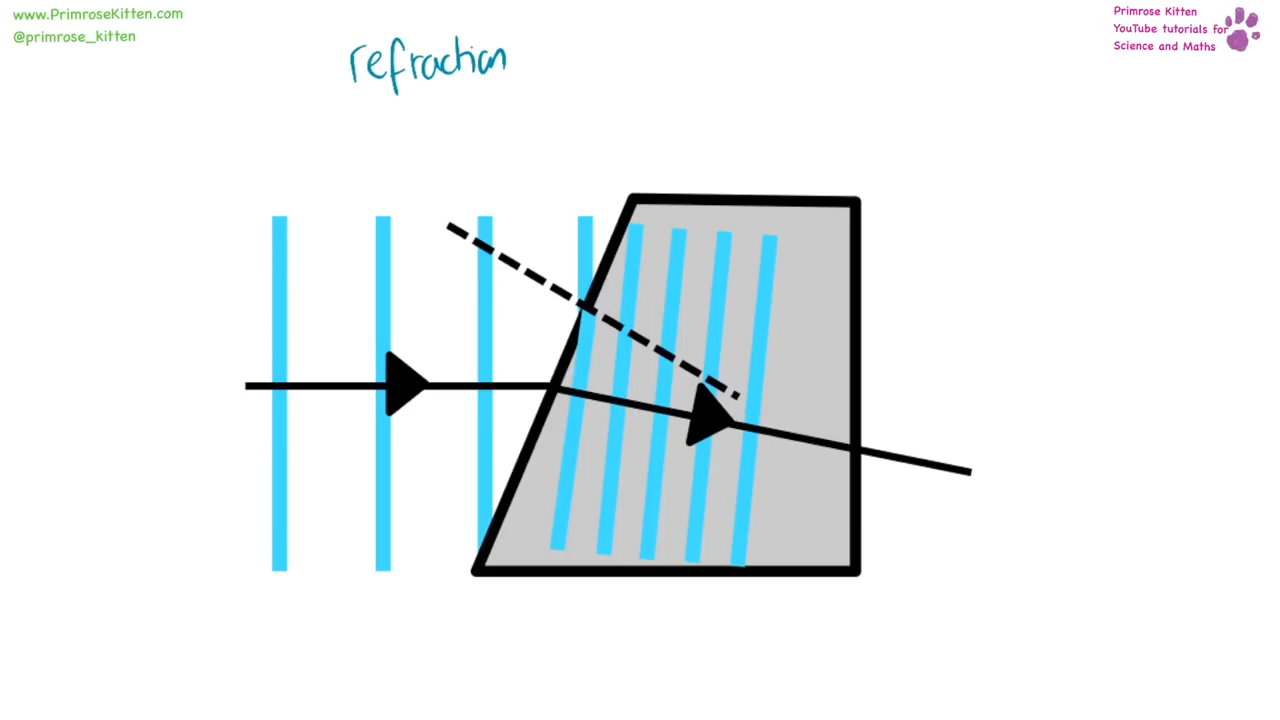 www.PrimroseKitten.com
@primrose_kitten
Primrose Kitten
YouTube tutorials for
Science and Maths
refraction